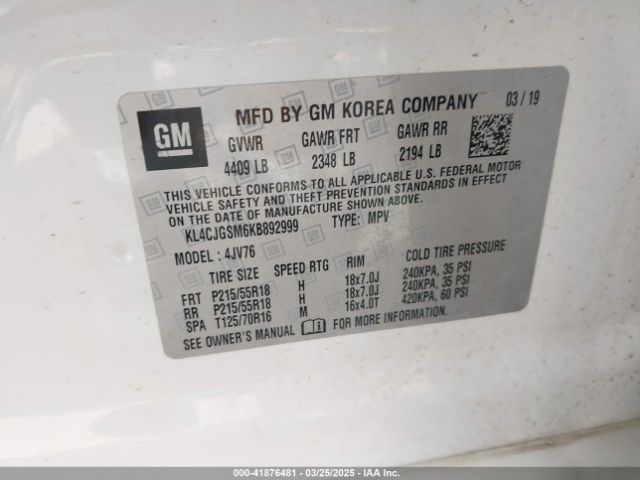 GM
MFD BY GM KOREA COMPANY 03/19
GVWR GAWR FRT GAWR RR
4409 LB 2348 LB 2194 LB
THIS VEHICLE CONFORMS TO ALL APPLICABLE U.S. FEDERAL MOTOR
VEHICLE SAFETY AND THEFT PREVENTION STANDARDS IN EFFECT
ON THE DATE OF MANUFACTURE SHOWN ABOVE.
KL4CJGSM6KB892999 TYPE: MPV
MODEL: 4JV76
TIRE SIZE SPEED RTG RIM COLD TIRE PRESSURE
FRT P215/55R18 H 18x7.0J 240KPA, 35 PSI
RR P215/55R18 H 18x7.0J 240KPA, 35 PSI
SPA T125/70R16 M 16x4.0T 420KPA, 60 PSI
SEE OWNER'S MANUAL FOR MORE INFORMATION.
000-41876481 - 03/25/2025 - IAA Inc.